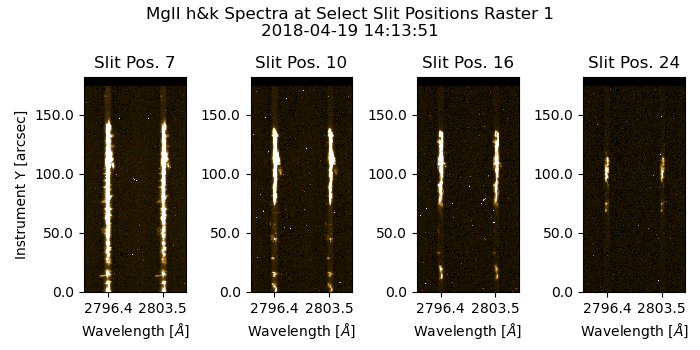 MgII h&k Spectra at Select Slit Positions Raster 1
2018-04-19 14:13:51
Slit Pos. 7 Slit Pos. 10 Slit Pos. 16 Slit Pos. 24
Instrument Y [arcsec]
150.0 150.0 150.0 150.0
100.0 100.0 100.0 100.0
50.0 50.0 50.0 50.0
0.0 0.0 0.0 0.0
2796.4 2803.5 2796.4 2803.5 2796.4 2803.5 2796.4 2803.5
Wavelength [Å] Wavelength [Å] Wavelength [Å] Wavelength [Å]